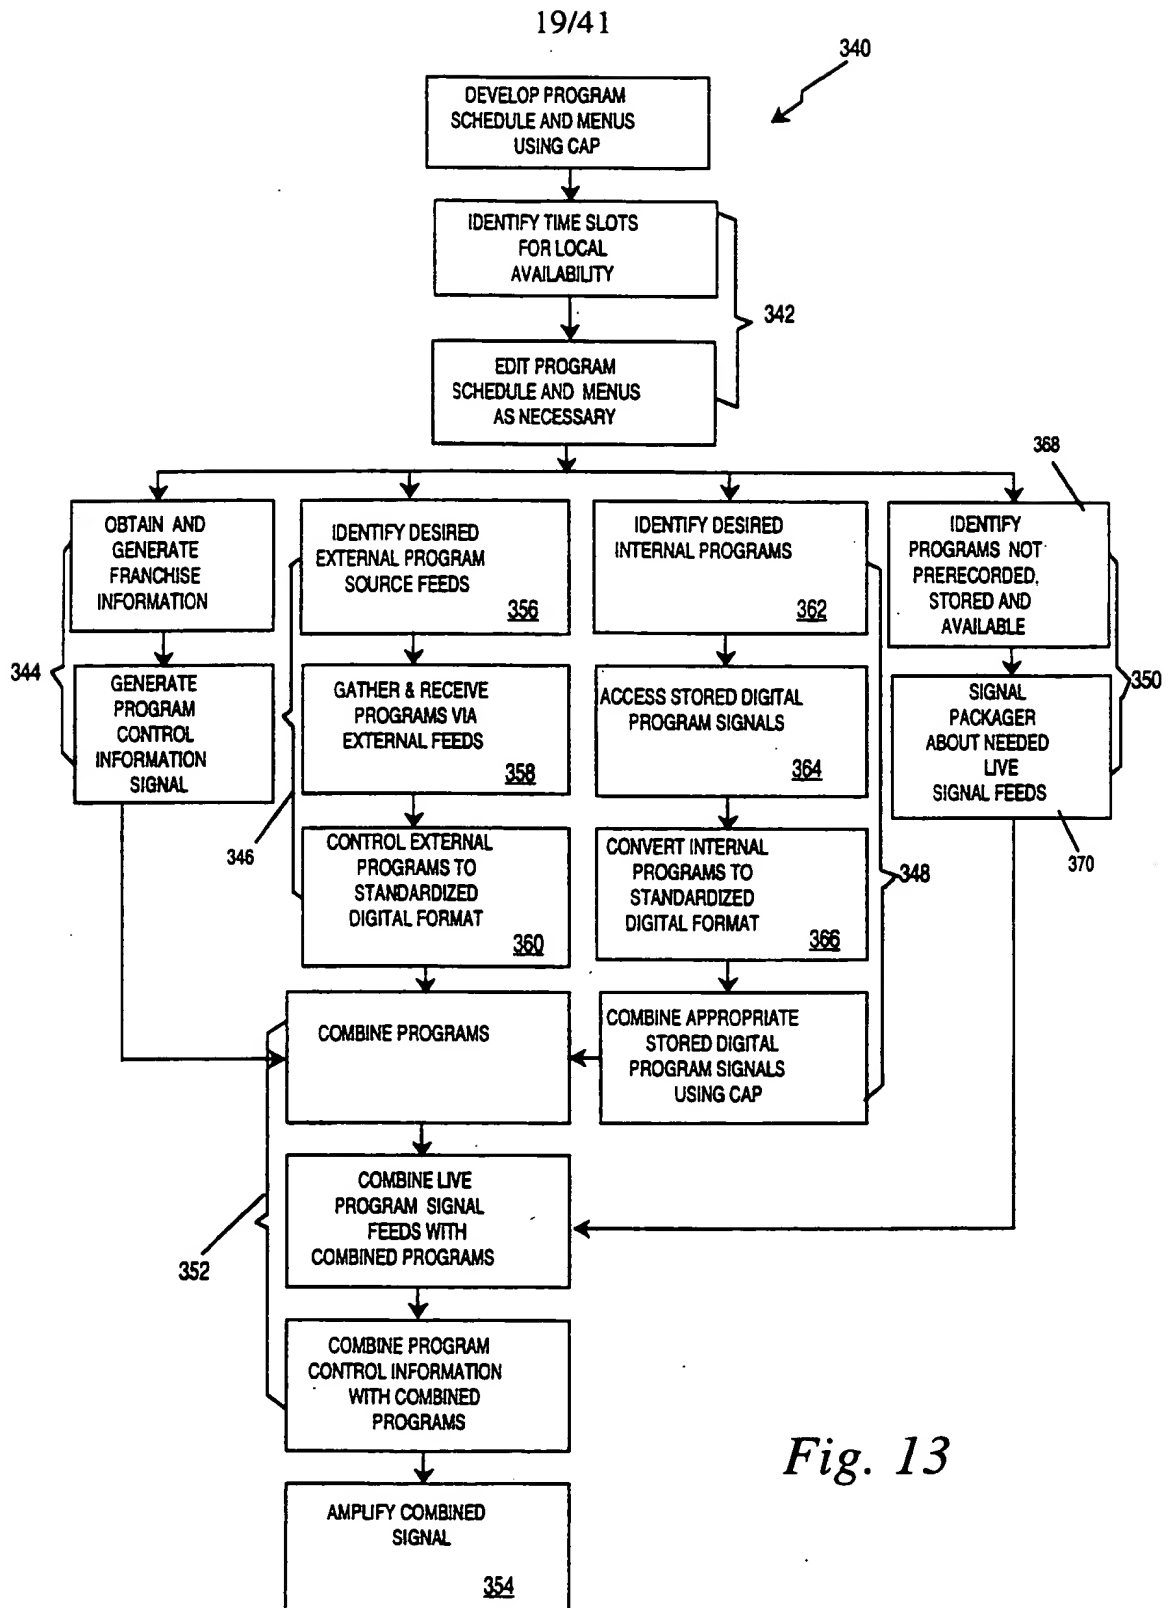 19/41
340
DEVELOP PROGRAM
SCHEDULE AND MENUS
USING CAP
IDENTIFY TIME SLOTS
FOR LOCAL
AVAILABILITY
342
EDIT PROGRAM
SCHEDULE AND MENUS
AS NECESSARY
368
OBTAIN AND
GENERATE
FRANCHISE
INFORMATION
IDENTIFY DESIRED
EXTERNAL PROGRAM
SOURCE FEEDS
356
IDENTIFY DESIRED
INTERNAL PROGRAMS
362
IDENTIFY
PROGRAMS NOT
PRERECORDED,
STORED AND
AVAILABLE
344
350
GENERATE
PROGRAM
CONTROL
INFORMATION
SIGNAL
GATHER & RECEIVE
PROGRAMS VIA
EXTERNAL FEEDS
358
ACCESS STORED DIGITAL
PROGRAM SIGNALS
364
SIGNAL
PACKAGER
ABOUT NEEDED
LIVE
SIGNAL FEEDS
346
CONTROL EXTERNAL
PROGRAMS TO
STANDARDIZED
DIGITAL FORMAT
360
CONVERT INTERNAL
PROGRAMS TO
STANDARDIZED
DIGITAL FORMAT
366
348
370
COMBINE PROGRAMS
COMBINE APPROPRIATE
STORED DIGITAL
PROGRAM SIGNALS
USING CAP
COMBINE LIVE
PROGRAM SIGNAL
FEEDS WITH
COMBINED PROGRAMS
352
COMBINE PROGRAM
CONTROL INFORMATION
WITH COMBINED
PROGRAMS
Fig. 13
AMPLIFY COMBINED
SIGNAL
354